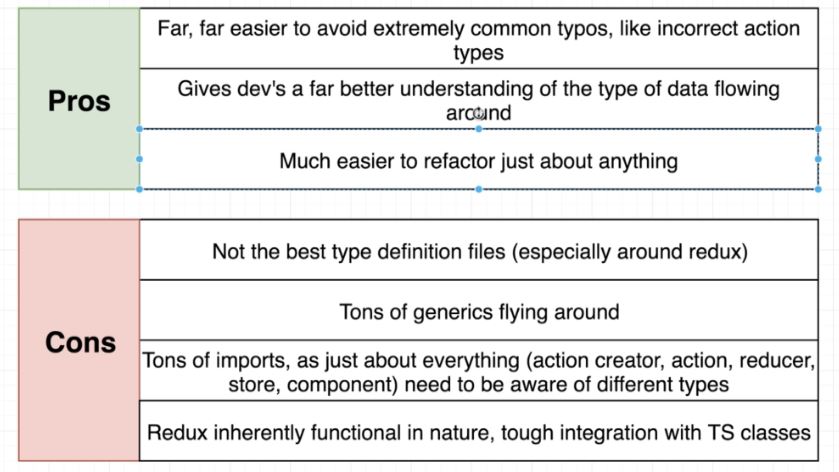 Pros
Far, far easier to avoid extremely common typos, like incorrect action
types
Gives dev's a far better understanding of the type of data flowing
around
Much easier to refactor just about anything
Cons
Not the best type definition files (especially around redux)
Tons of generics flying around
Tons of imports, as just about everything (action creator, action, reducer,
store, component) need to be aware of different types
Redux inherently functional in nature, tough integration with TS classes